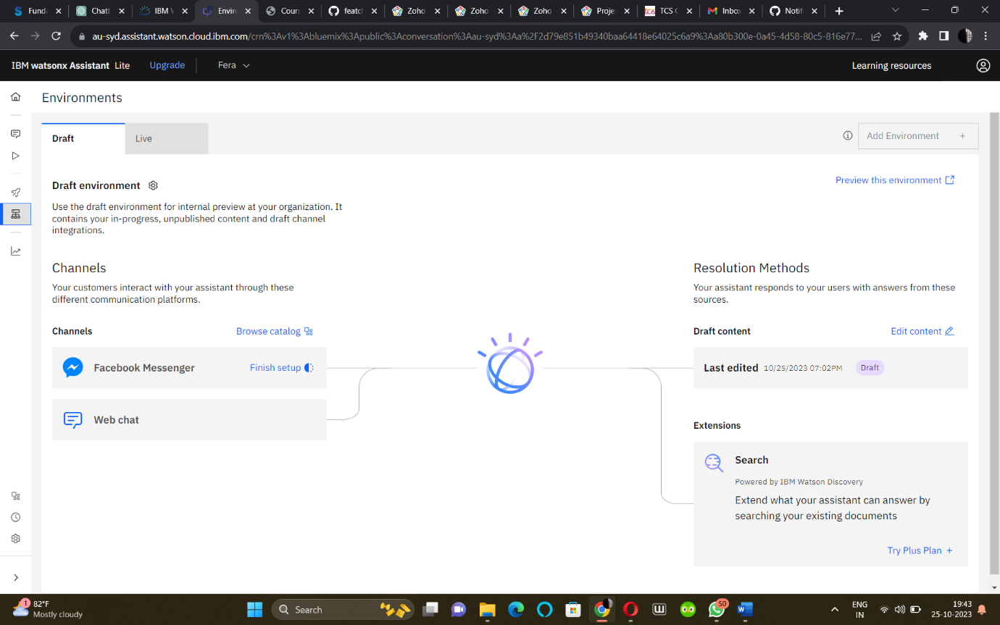 Funda
Chatb
IBM W
Enviro
Cours
featch
Zoho
Zoho
Zoho
Projec
TCS
Inbox
Notifi
au-syd.assistant.watson.cloud.ibm.com/crn%3Av1%3Abluemix%3Apublic%3Aconversation%3Aau-syd%3Aa%2F2d79e851b49340baa64418e64025c6a9%3Aa80b300e-0a45-4d58-80c5-816e77...
IBM watsonx Assistant Lite
Upgrade
Fera
Learning resources
Environments
Draft
Live
Add Environment +
Draft environment
Preview this environment
Use the draft environment for internal preview at your organization. It
contains your in-progress, unpublished content and draft channel
integrations.
Channels
Your customers interact with your assistant through these
different communication platforms.
Channels
Browse catalog
Facebook Messenger
Finish setup
Web chat
Resolution Methods
Your assistant responds to your users with answers from these
sources.
Draft content
Edit content
Last edited 10/25/2023 07:02PM Draft
Extensions
Search
Powered by IBM Watson Discovery
Extend what your assistant can answer by
searching your existing documents
Try Plus Plan +
1
82°F
Mostly cloudy
Search
50
ENG
IN
19:43
25-10-2023